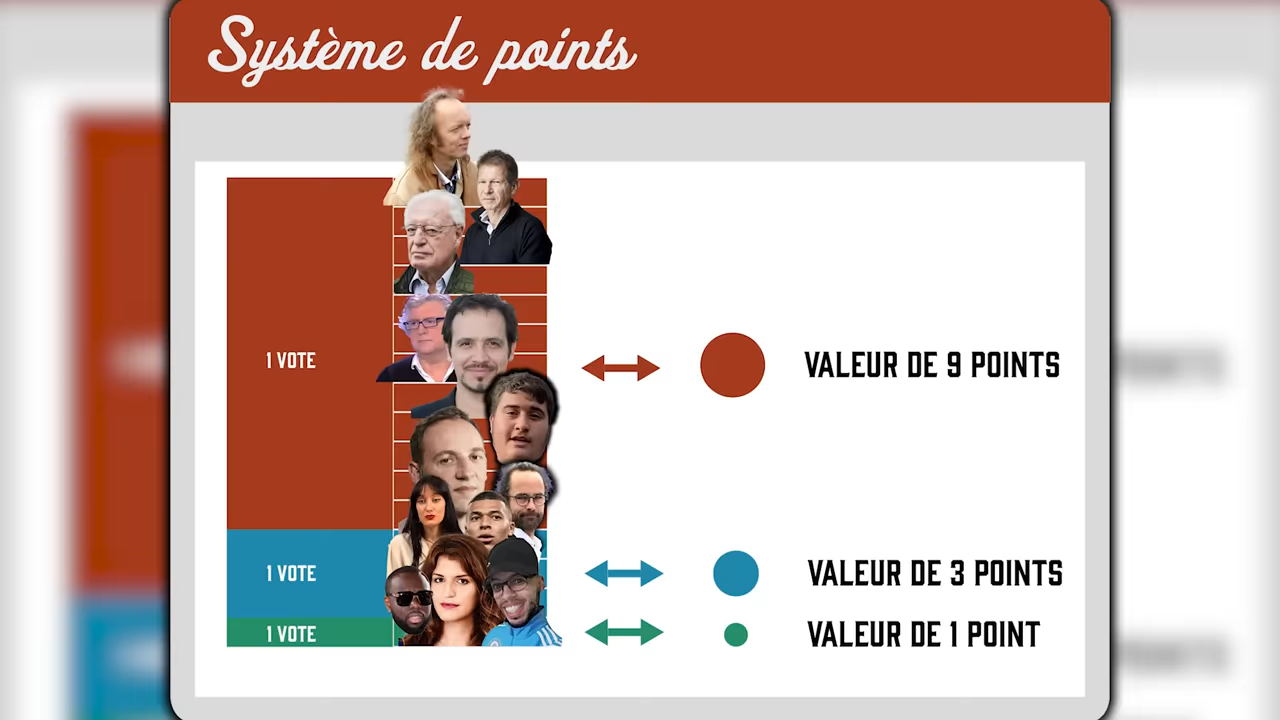 Système de points
1 VOTE
VALEUR DE 9 POINTS
1 VOTE
VALEUR DE 3 POINTS
1 VOTE
VALEUR DE 1 POINT